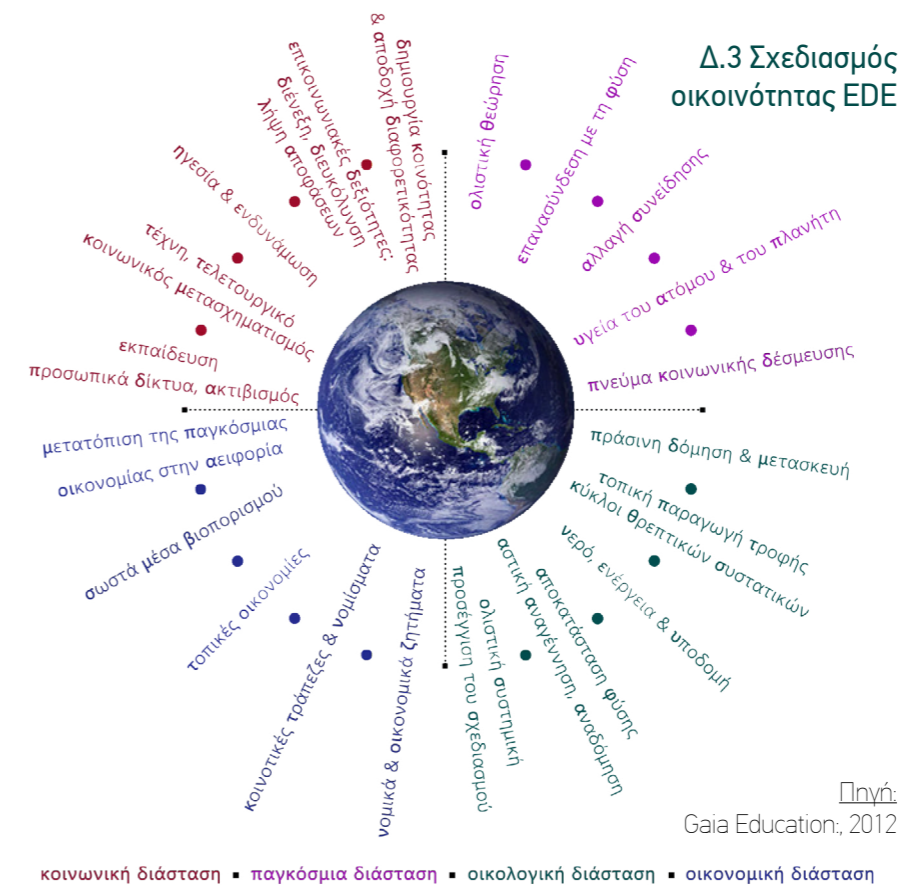 Δ.3 Σχεδιασμός
οικοινότητας EDE
δημιουργία κοινότητας
& αποδοχή διαφορετικότητας
επικοινωνιακές δεξιότητες:
διένεξη, διευκόλυνση
λήψη αποφάσεων
ηγεσία & ενδυνάμωση
τέχνη, τελετουργικό
κοινωνικός μετασχηματισμός
εκπαίδευση
προσωπικά δίκτυα, ακτιβισμός
ολιστική θεώρηση
επανασύνδεση με τη φύση
αλλαγή συνείδησης
υγεία του ατόμου & του πλανήτη
πνεύμα κοινωνικής δέσμευσης
πράσινη δόμηση & μετασκευή
τοπική παραγωγή τροφής
κύκλοι θρεπτικών συστατικών
νερό, ενέργεια & υποδομή
αποκατάσταση φύσης
αστική αναγέννηση, αναδόμηση
ολιστική συστημική
προσέγγιση του σχεδιασμού
μετατόπιση της παγκόσμιας
οικονομίας στην αειφορία
σωστά μέσα βιοπορισμού
τοπικές οικονομίες
κοινοτικές τράπεζες & νομίσματα
νομικά & οικονομικά ζητήματα
Πηγή:
Gaia Education:, 2012
κοινωνική διάσταση ▪ παγκόσμια διάσταση ▪ οικολογική διάσταση ▪ οικονομική διάσταση